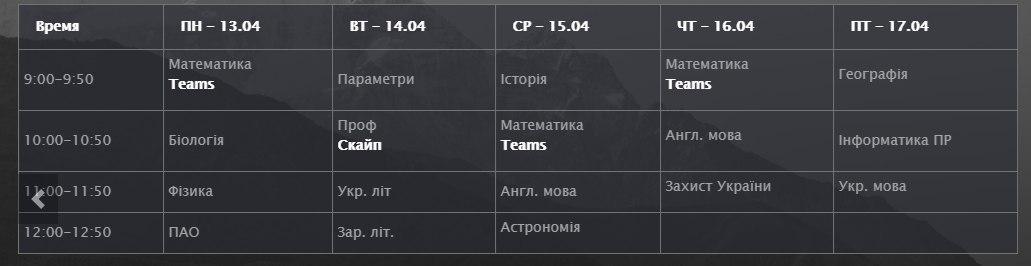 Время ПН – 13.04 ВТ – 14.04 СР – 15.04 ЧТ – 16.04 ПТ – 17.04
9:00-9:50 Математика Teams Параметри Історія Математика Teams Географія
10:00-10:50 Біологія Проф Скайп Математика Teams Англ. мова Інформатика ПР
11:00-11:50 Фізика Укр. літ Англ. мова Захист України Укр. мова
12:00-12:50 ПАО Зар. літ. Астрономія